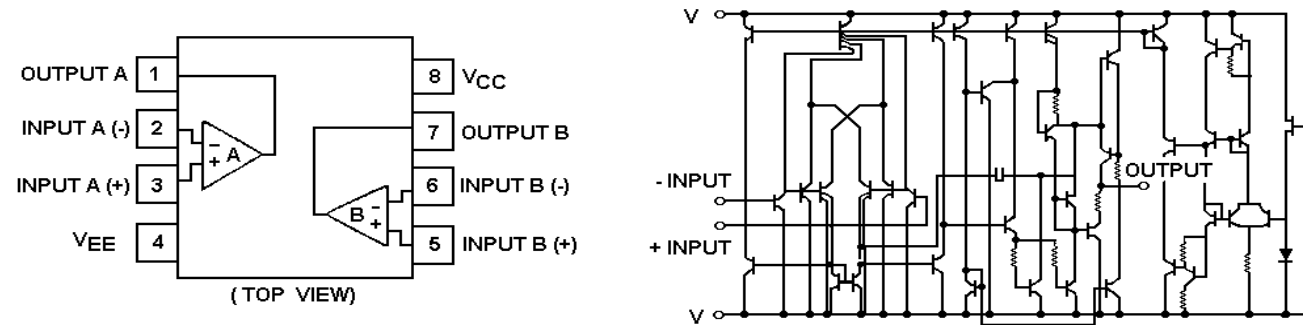 OUTPUT A 1
INPUT A (-) 2
INPUT A (+) 3
VEE 4
8 VCC
7 OUTPUT B
6 INPUT B (-)
5 INPUT B (+)
- + A
B - +
( TOP VIEW)
V
- INPUT
+ INPUT
OUTPUT
V